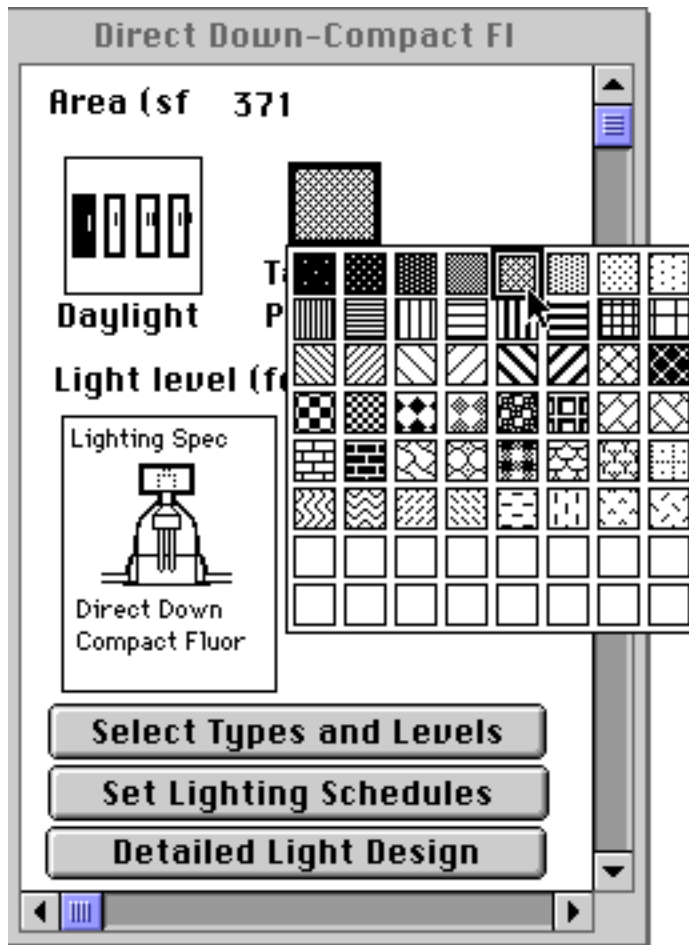 Direct Down-Compact Fl
Area (sf 371
Daylight
Light level (f
Lighting Spec
Direct Down
Compact Fluor
Select Types and Levels
Set Lighting Schedules
Detailed Light Design